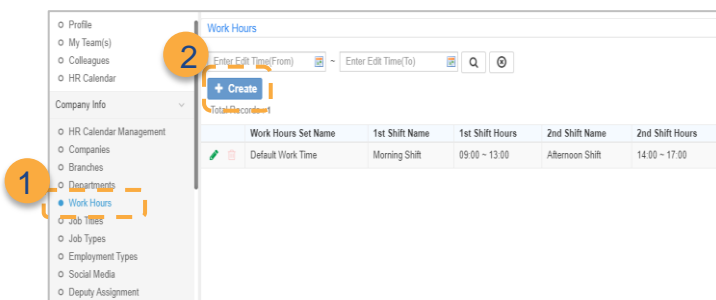 Profile
My Team(s)
Colleagues
HR Calendar
Company Info
HR Calendar Management
Companies
Branches
Departments
1
Work Hours
Job Titles
Job Types
Employment Types
Social Media
Deputy Assignment
Work Hours
2
Enter Edit Time(From) ~ Enter Edit Time(To)
+ Create
Total Records: 1
Work Hours Set Name 1st Shift Name 1st Shift Hours 2nd Shift Name 2nd Shift Hours
Default Work Time Morning Shift 09:00 ~ 13:00 Afternoon Shift 14:00 ~ 17:00